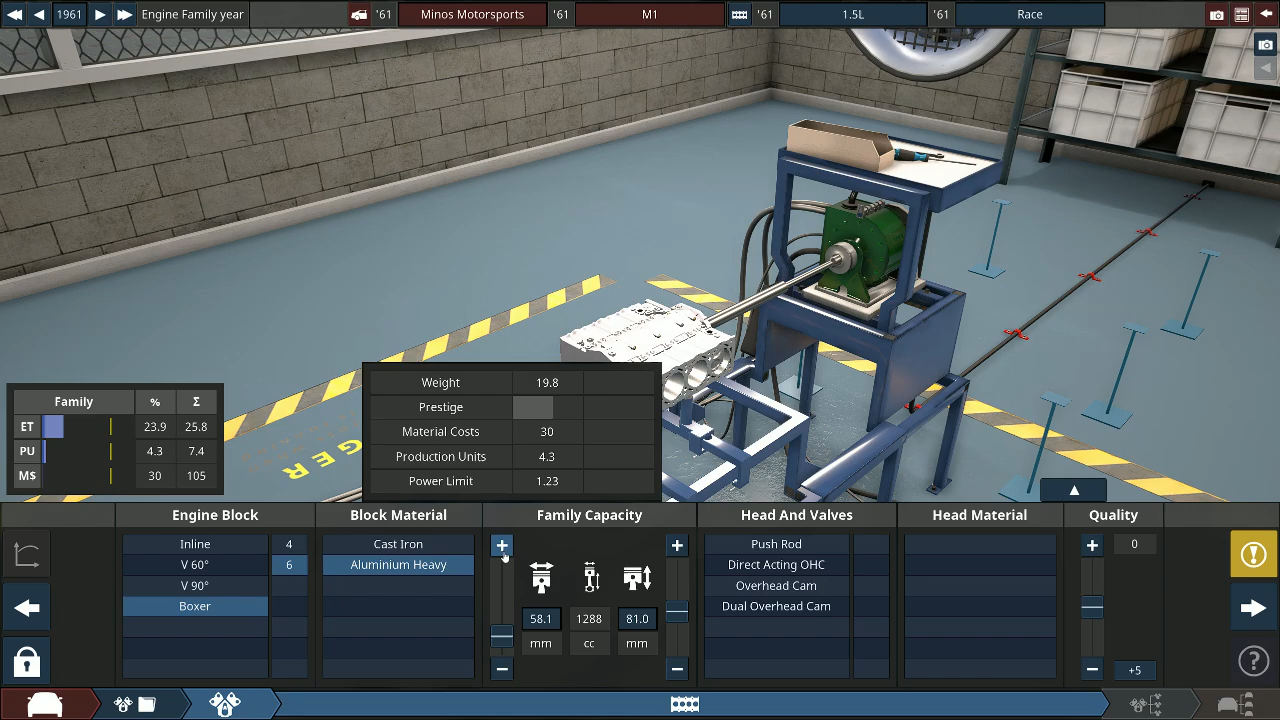 1961 Engine Family year '61 Minos Motorsports '61 M1 '61 1.5L '61 Race
GER
Family % Σ
ET 23.9 25.8
PU 4.3 7.4
M$ 30 105
Weight 19.8
Prestige
Material Costs 30
Production Units 4.3
Power Limit 1.23
Engine Block Block Material Family Capacity Head And Valves Head Material Quality
Inline 4 Cast Iron + + Push Rod + 0
V 60° 6 Aluminium Heavy Direct Acting OHC
V 90° Overhead Cam
Boxer Dual Overhead Cam
58.1 1288 81.0
mm cc mm
- - - +5
?